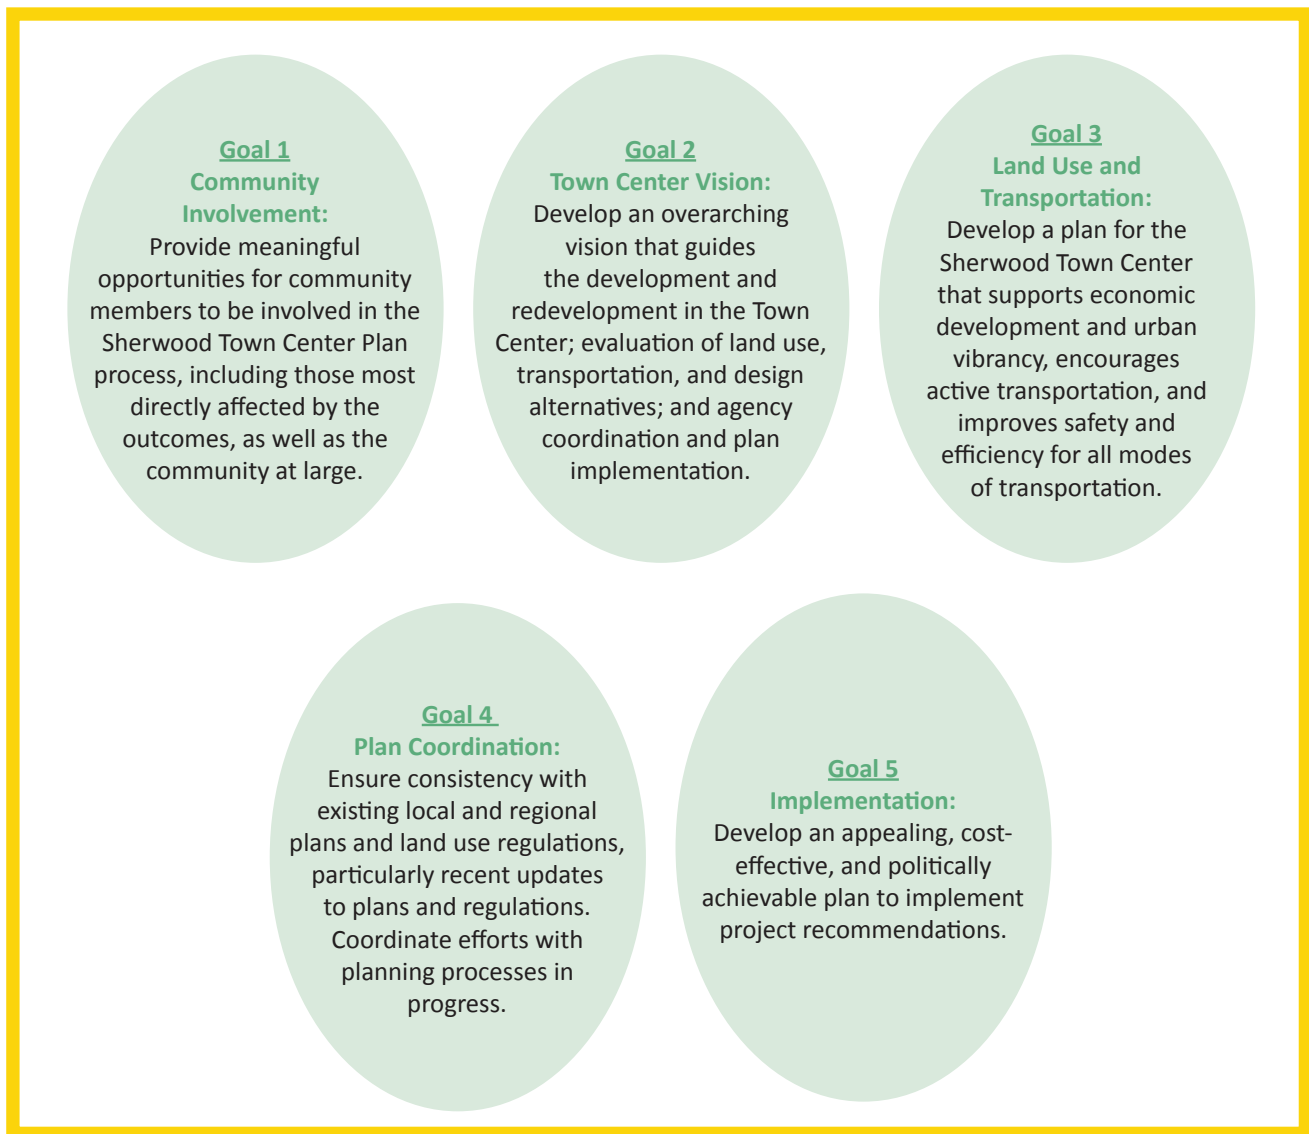 Goal 1
Community
Involvement:
Provide meaningful
opportunities for community
members to be involved in the
Sherwood Town Center Plan
process, including those most
directly affected by the
outcomes, as well as the
community at large.
Goal 2
Town Center Vision:
Develop an overarching
vision that guides
the development and
redevelopment in the Town
Center; evaluation of land use,
transportation, and design
alternatives; and agency
coordination and plan
implementation.
Goal 3
Land Use and
Transportation:
Develop a plan for the
Sherwood Town Center
that supports economic
development and urban
vibrancy, encourages
active transportation, and
improves safety and
efficiency for all modes
of transportation.
Goal 4
Plan Coordination:
Ensure consistency with
existing local and regional
plans and land use regulations,
particularly recent updates
to plans and regulations.
Coordinate efforts with
planning processes in
progress.
Goal 5
Implementation:
Develop an appealing, cost-
effective, and politically
achievable plan to implement
project recommendations.